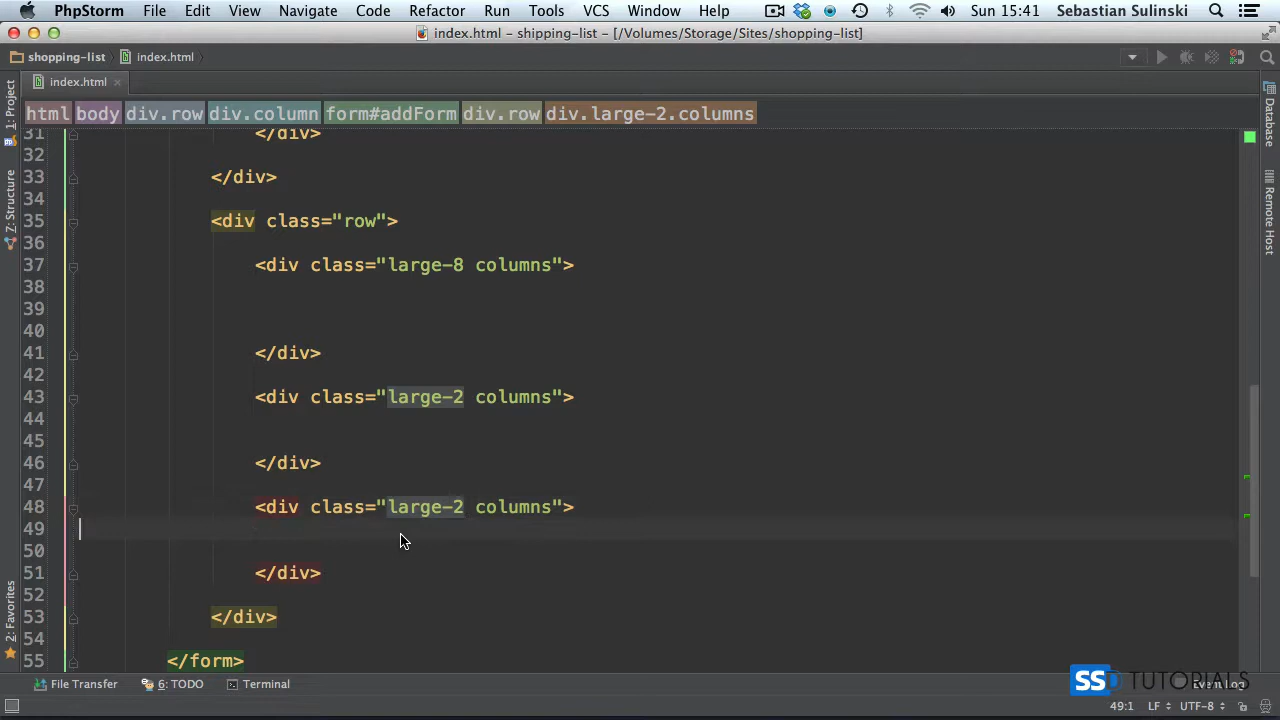 PhpStorm File Edit View Navigate Code Refactor Run Tools VCS Window Help Sun 15:41 Sebastian Sulinski
index.html - shipping-list - [/Volumes/Storage/Sites/shopping-list]
shopping-list index.html
index.html
html body div.row div.column form#addForm div.row div.large-2.columns
31 </div>
32
33 </div>
34
35 <div class="row">
36
37 <div class="large-8 columns">
38
39
40
41 </div>
42
43 <div class="large-2 columns">
44
45
46 </div>
47
48 <div class="large-2 columns">
49
50
51 </div>
52
53 </div>
54
55 </form>
1: Project
Z: Structure
2: Favorites
Database
Remote Host
File Transfer 6: TODO Terminal Event Log
SSD TUTORIALS
49:1 LF UTF-8